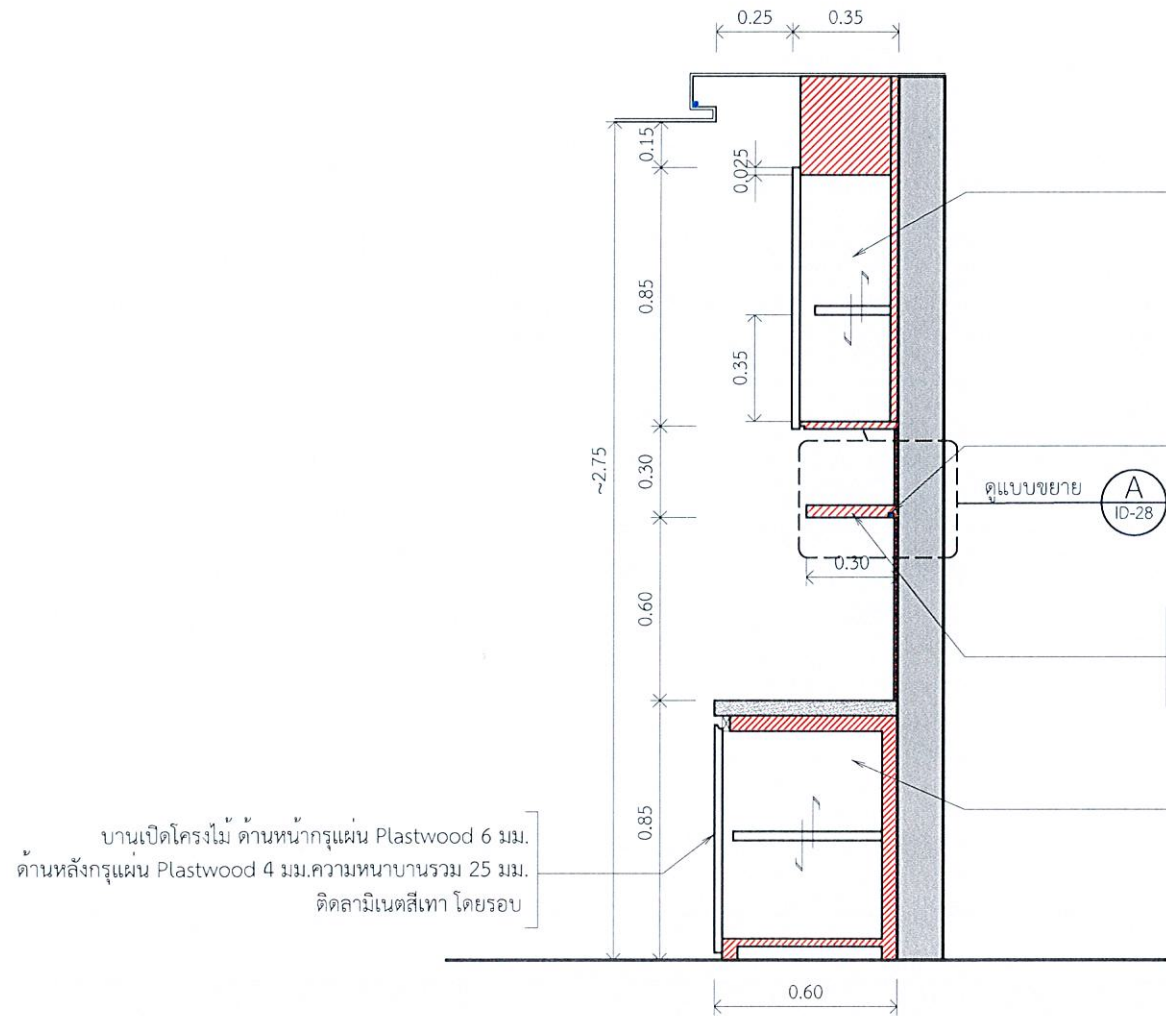 0.25
0.35
0.15
0.025
0.85
0.35
~2.75
0.30
ดูแบบขยาย
A
ID-28
0.30
0.60
0.85
บานเปิดโครงไม้ ด้านหน้ากรุแผ่น Plastwood 6 มม.
ด้านหลังกรุแผ่น Plastwood 4 มม.ความหนาบานรวม 25 มม.
ติดลามิเนตสีเทา โดยรอบ
0.60